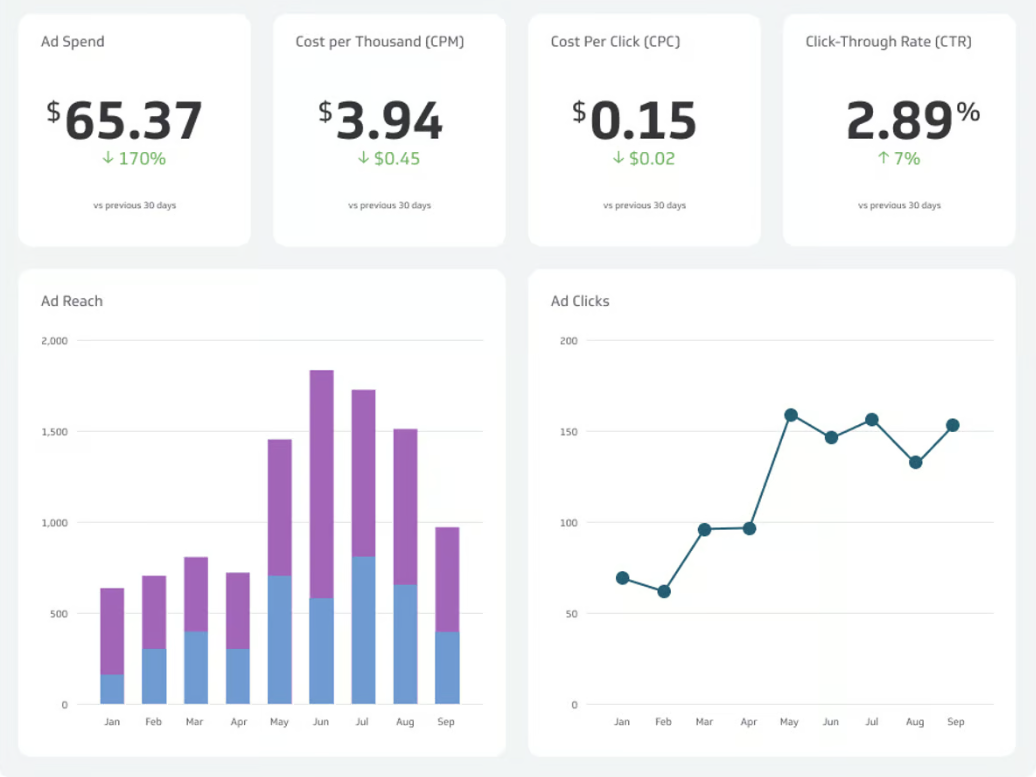 Ad Spend
$65.37
↓ 170%
vs previous 30 days
Cost per Thousand (CPM)
$3.94
↓ $0.45
vs previous 30 days
Cost Per Click (CPC)
$0.15
↓ $0.02
vs previous 30 days
Click-Through Rate (CTR)
2.89%
↑ 7%
vs previous 30 days
Ad Reach
2,000
1,500
1,000
500
0
Jan Feb Mar Apr May Jun Jul Aug Sep
Ad Clicks
200
150
100
50
0
Jan Feb Mar Apr May Jun Jul Aug Sep